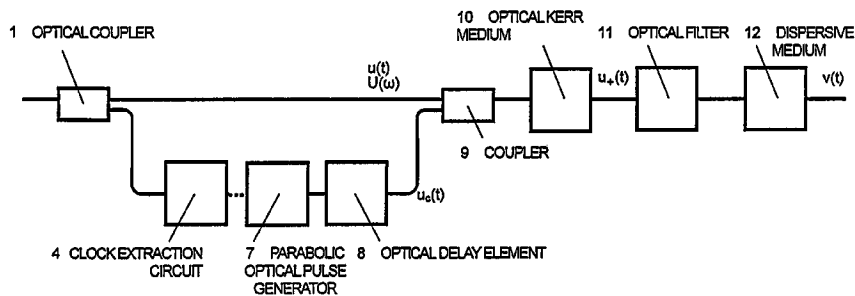 10 OPTICAL KERR
MEDIUM
1 OPTICAL COUPLER
11 OPTICAL FILTER
12 DISPERSIVE
MEDIUM
u(t)
U(ω)
u₊(t)
v(t)
9 COUPLER
u꜀(t)
4 CLOCK EXTRACTION
CIRCUIT
7 PARABOLIC
OPTICAL PULSE
GENERATOR
8 OPTICAL DELAY ELEMENT